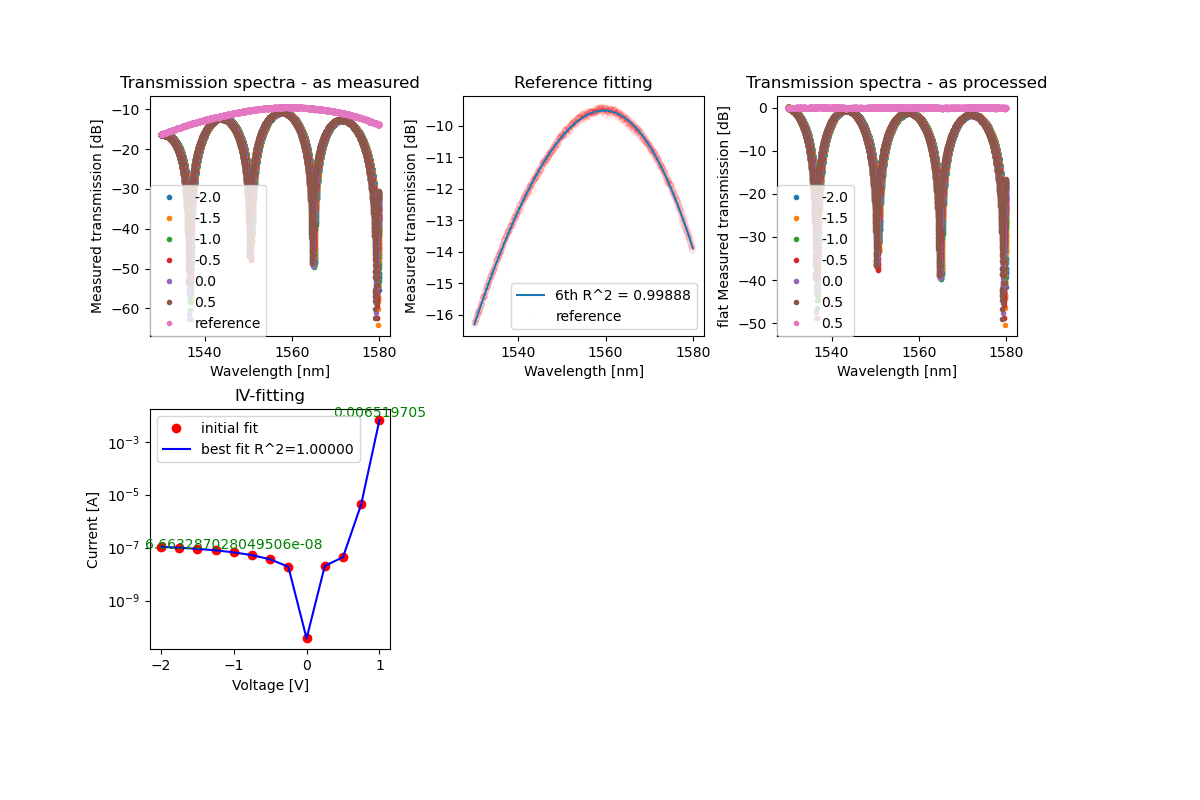 Transmission spectra - as measured
Measured transmission [dB]
−10
−20
−30
−40
−50
−60
-2.0
-1.5
-1.0
-0.5
0.0
0.5
reference
1540
1560
1580
Wavelength [nm]
Reference fitting
Measured transmission [dB]
−10
−11
−12
−13
−14
−15
−16
6th R^2 = 0.99888
reference
1540
1560
1580
Wavelength [nm]
Transmission spectra - as processed
flat Measured transmission [dB]
0
−10
−20
−30
−40
−50
-2.0
-1.5
-1.0
-0.5
0.0
0.5
0.5
1540
1560
1580
Wavelength [nm]
IV-fitting
0.006519705
initial fit
best fit R^2=1.00000
Current [A]
10−3
10−5
10−7
10−9
6.663287028049506e-08
−2
−1
0
1
Voltage [V]